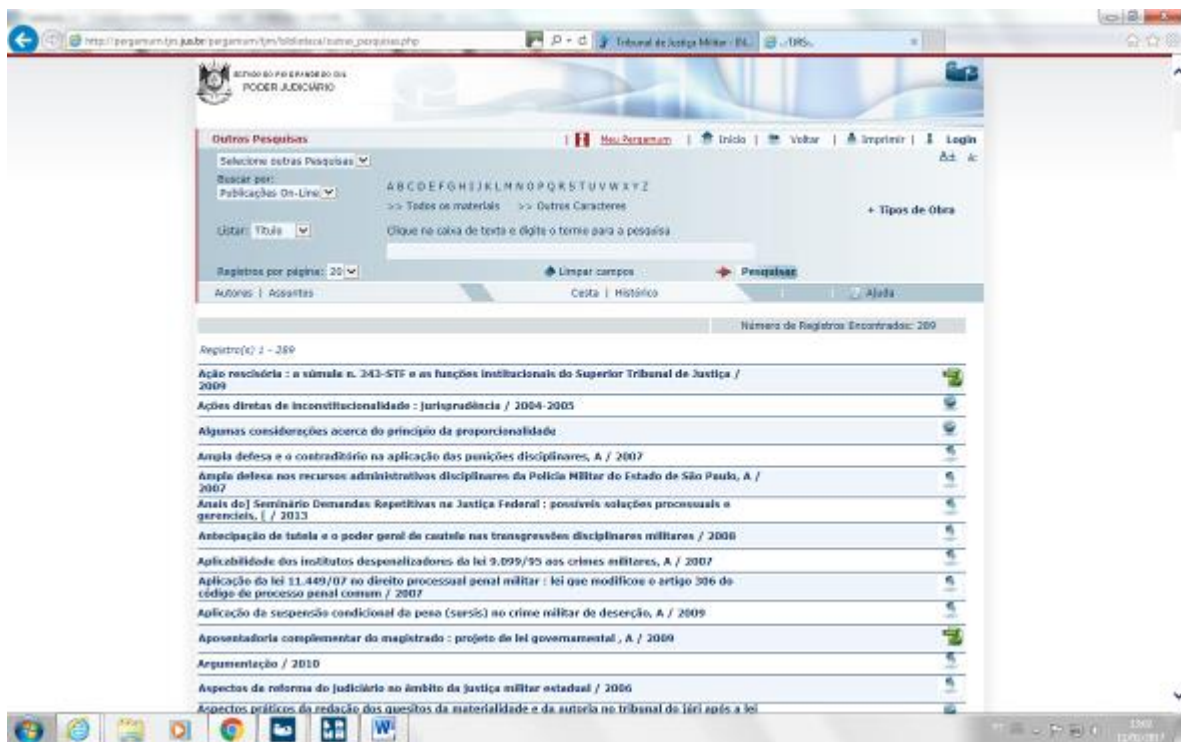 Tribunal de Justiça Militar
ESTADO DO RIO GRANDE DO SUL
PODER JUDICIÁRIO
Outras Pesquisas
| Meu Pergamum | Início | Voltar | Imprimir | Login
Selecione outras Pesquisas
Buscar por:
Publicações On-Line
A B C D E F G H I J K L M N O P Q R S T U V W X Y Z
>> Todos os materiais >> Outros Caracteres
+ Tipos de Obra
Listar: Título
Clique na caixa de texto e digite o termo para a pesquisa
Registros por página: 20
Limpar campos
Pesquisar
Autores | Assuntos
Cesta | Histórico
Ajuda
Número de Registros Encontrados: 289
Registro(s) 1 - 289
Ação rescisória : a súmula n. 343-STF e as funções institucionais do Superior Tribunal de Justiça /
2009
Ações diretas de inconstitucionalidade : jurisprudência / 2004-2005
Algumas considerações acerca do princípio da proporcionalidade
Ampla defesa e o contraditório na aplicação das punições disciplinares, A / 2007
Ampla defesa nos recursos administrativos disciplinares da Polícia Militar do Estado de São Paulo, A /
2007
Anais do] Seminário Demandas Repetitivas na Justiça Federal : possíveis soluções processuais e
gerenciais, [ / 2013
Antecipação de tutela e o poder geral de cautela nas transgressões disciplinares militares / 2008
Aplicabilidade dos institutos despenalizadores da lei 9.099/95 aos crimes militares, A / 2007
Aplicação da lei 11.449/07 no direito processual penal militar : lei que modificou o artigo 306 do
código de processo penal comum / 2007
Aplicação da suspensão condicional da pena (sursis) no crime militar de deserção, A / 2009
Aposentadoria complementar do magistrado : projeto de lei governamental , A / 2009
Argumentação / 2010
Aspectos da reforma do judiciário no âmbito da justiça militar estadual / 2006
Aspectos práticos da redação dos quesitos da materialidade e da autoria no tribunal do júri após a lei